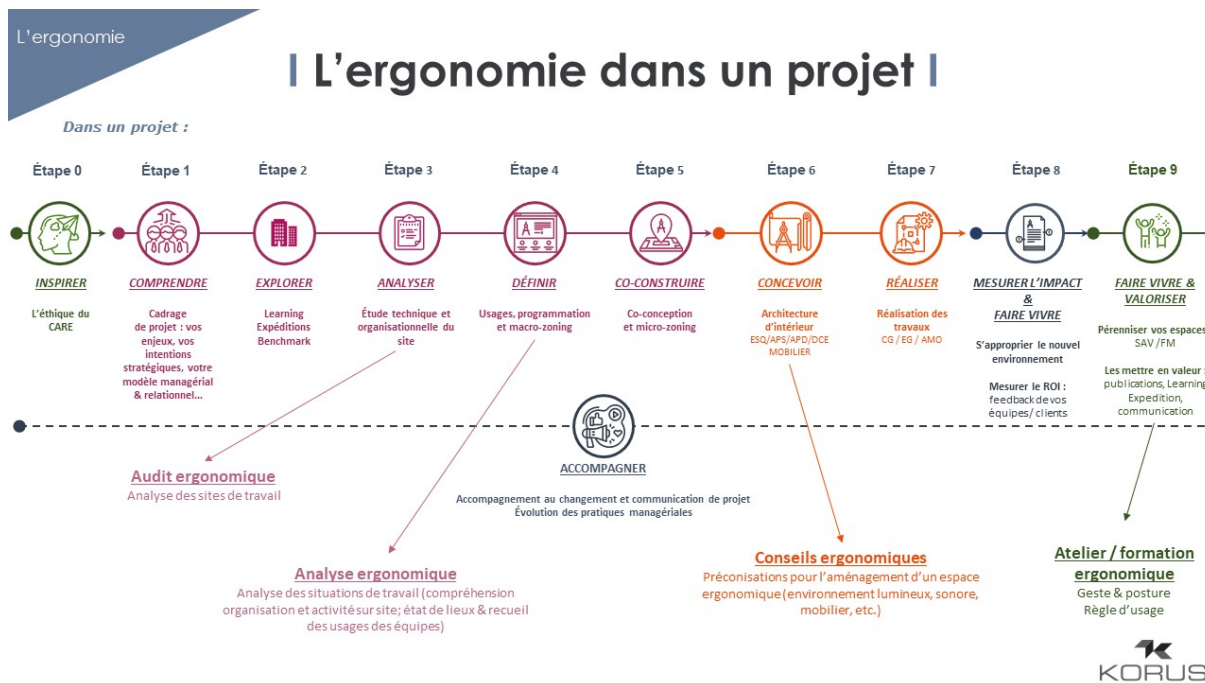 L'ergonomie
| L'ergonomie dans un projet |
Dans un projet :
Étape 0
Étape 1
Étape 2
Étape 3
Étape 4
Étape 5
Étape 6
Étape 7
Étape 8
Étape 9
INSPIRER
L'éthique du
CARE
COMPRENDRE
Cadrage
de projet : vos
enjeux, vos
intentions
stratégiques, votre
modèle managérial
& relationnel...
EXPLORER
Learning
Expéditions
Benchmark
ANALYSER
Étude technique et
organisationnelle du
site
DÉFINIR
Usages, programmation
et macro-zoning
CO-CONSTRUIRE
Co-conception
et micro-zoning
CONCEVOIR
Architecture
d'intérieur
ESQ/APS/APD/DCE
MOBILIER
RÉALISER
Réalisation des
travaux
CG / EG / AMO
MESURER L'IMPACT
&
FAIRE VIVRE
S'approprier le nouvel
environnement
Mesurer le ROI :
feedback de vos
équipes/ clients
FAIRE VIVRE &
VALORISER
Pérenniser vos espaces
SAV /FM
Les mettre en valeur :
publications, Learning
Expedition,
communication
ACCOMPAGNER
Accompagnement au changement et communication de projet
Évolution des pratiques managériales
Audit ergonomique
Analyse des sites de travail
Analyse ergonomique
Analyse des situations de travail (compréhension
organisation et activité sur site; état de lieux & recueil
des usages des équipes)
Conseils ergonomiques
Préconisations pour l'aménagement d'un espace
ergonomique (environnement lumineux, sonore,
mobilier, etc.)
Atelier / formation
ergonomique
Geste & posture
Règle d'usage
KORUS